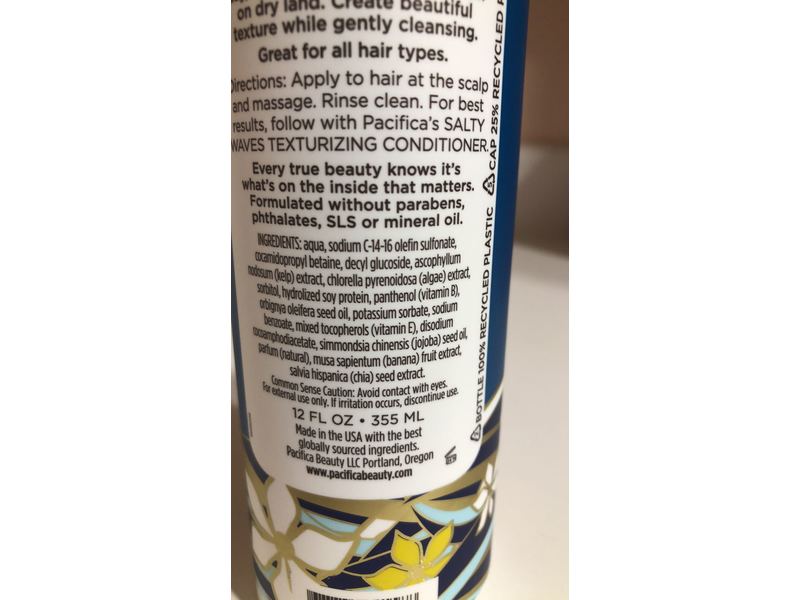 on dry land. Create beautiful
texture while gently cleansing.
Great for all hair types.
Directions: Apply to hair at the scalp
and massage. Rinse clean. For best
results, follow with Pacifica's SALTY
WAVES TEXTURIZING CONDITIONER.
Every true beauty knows it's
what's on the inside that matters.
Formulated without parabens,
phthalates, SLS or mineral oil.
INGREDIENTS: aqua, sodium C-14-16 olefin sulfonate,
cocamidopropyl betaine, decyl glucoside, ascophyllum
nodosum (kelp) extract, chlorella pyrenoidosa (algae) extract,
sorbitol, hydrolized soy protein, panthenol (vitamin B),
orbignya oleifera seed oil, potassium sorbate, sodium
benzoate, mixed tocopherols (vitamin E), disodium
cocoamphodiacetate, simmondsia chinensis (jojoba) seed oil,
parfum (natural), musa sapientum (banana) fruit extract,
salvia hispanica (chia) seed extract.
Common Sense Caution: Avoid contact with eyes.
For external use only. If irritation occurs, discontinue use.
12 FL OZ • 355 ML
Made in the USA with the best
globally sourced ingredients.
Pacifica Beauty LLC Portland, Oregon
www.pacificabeauty.com
BOTTLE 100% RECYCLED PLASTIC
CAP 25% RECYCLED